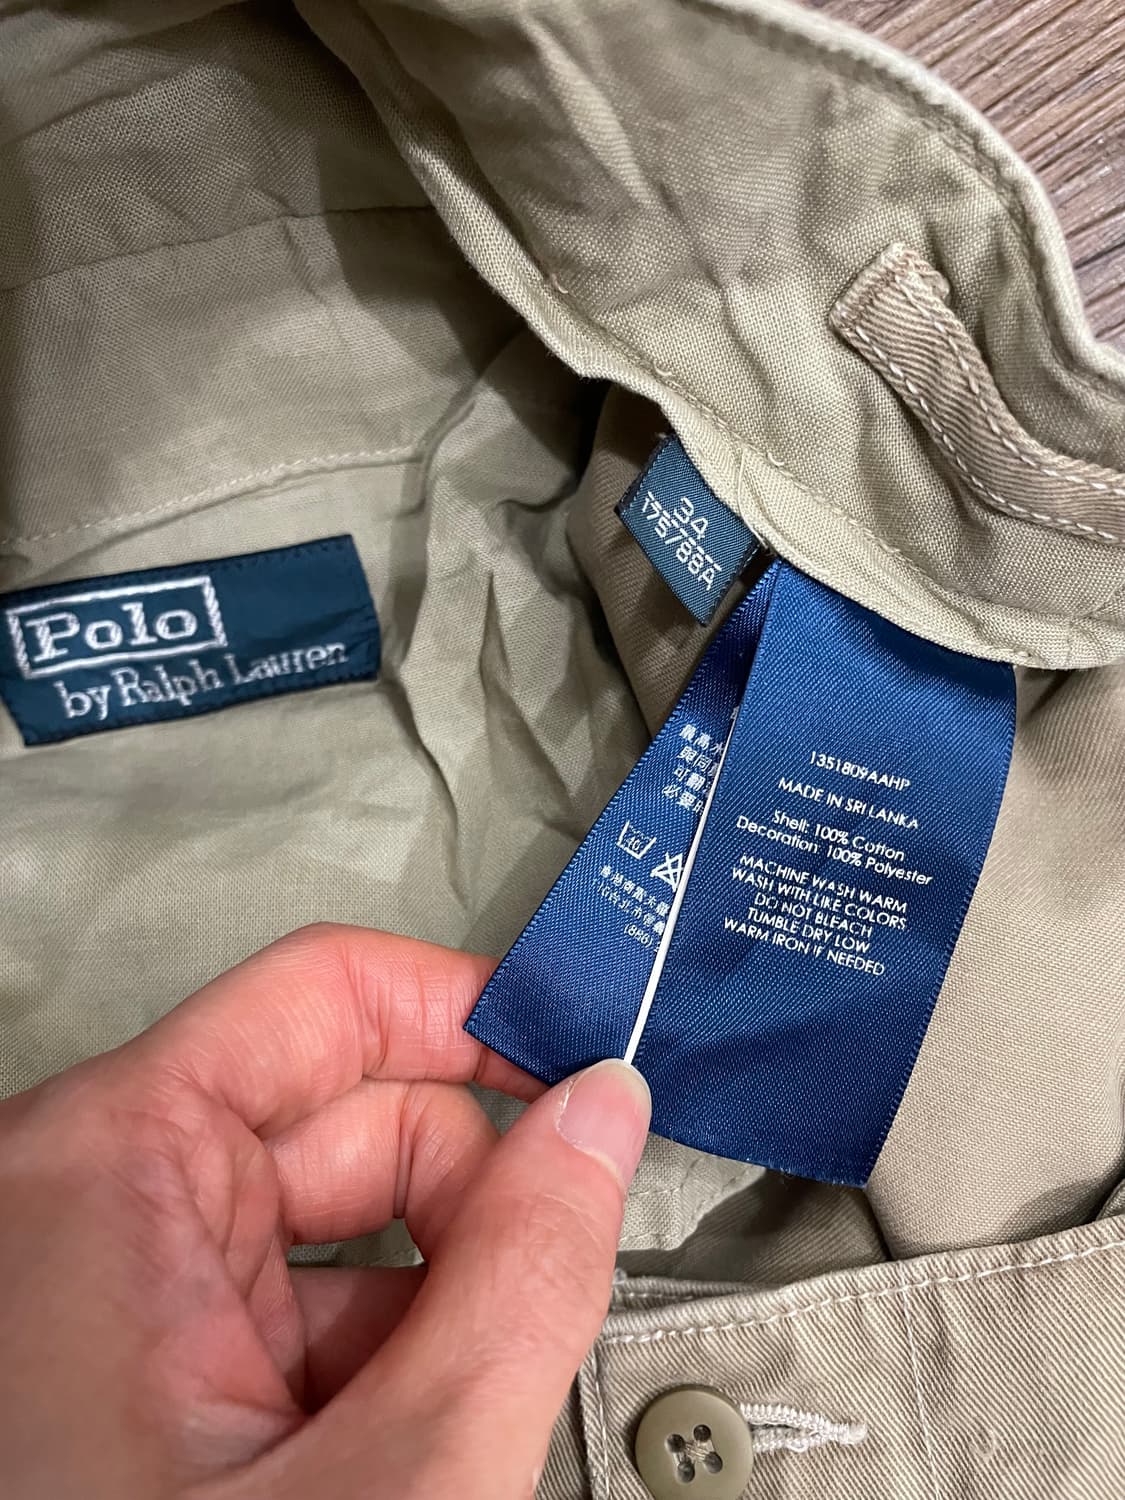 Polo
by Ralph Lauren
34
175/88A
40
1351809AAHP
MADE IN SRI LANKA
Shell: 100% Cotton
Decoration: 100% Polyester
MACHINE WASH WARM
WASH WITH LIKE COLORS
DO NOT BLEACH
TUMBLE DRY LOW
WARM IRON IF NEEDED